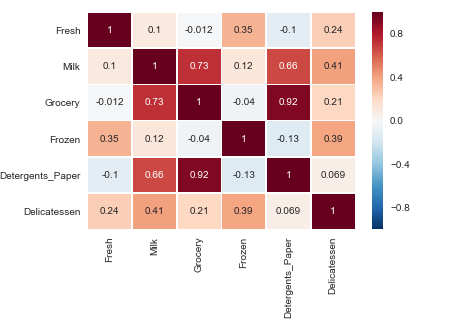 Fresh 1 0.1 -0.012 0.35 -0.1 0.24
Milk 0.1 1 0.73 0.12 0.66 0.41
Grocery -0.012 0.73 1 -0.04 0.92 0.21
Frozen 0.35 0.12 -0.04 1 -0.13 0.39
Detergents_Paper -0.1 0.66 0.92 -0.13 1 0.069
Delicatessen 0.24 0.41 0.21 0.39 0.069 1
Fresh
Milk
Grocery
Frozen
Detergents_Paper
Delicatessen
0.8
0.4
0.0
−0.4
−0.8